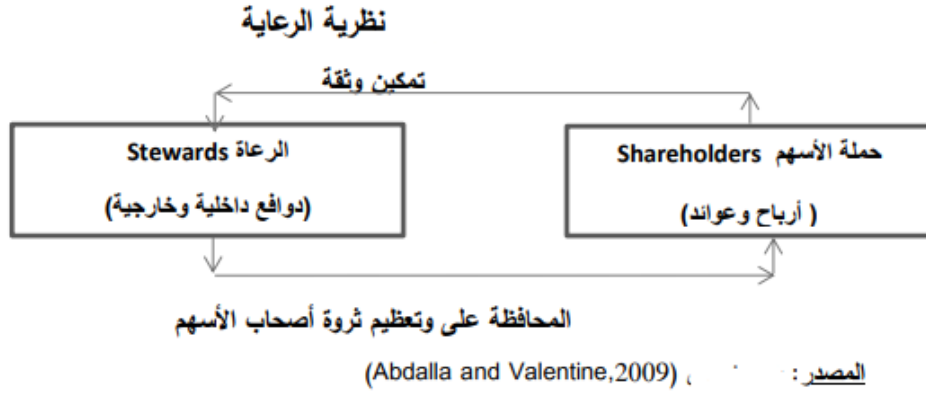 نظرية الرعاية
تمكين وثقة
حملة الأسهم Shareholders
(أرباح وعوائد)
الرعاة Stewards
(دوافع داخلية وخارجية)
المحافظة على وتعظيم ثروة أصحاب الأسهم
المصدر: (Abdalla and Valentine,2009)